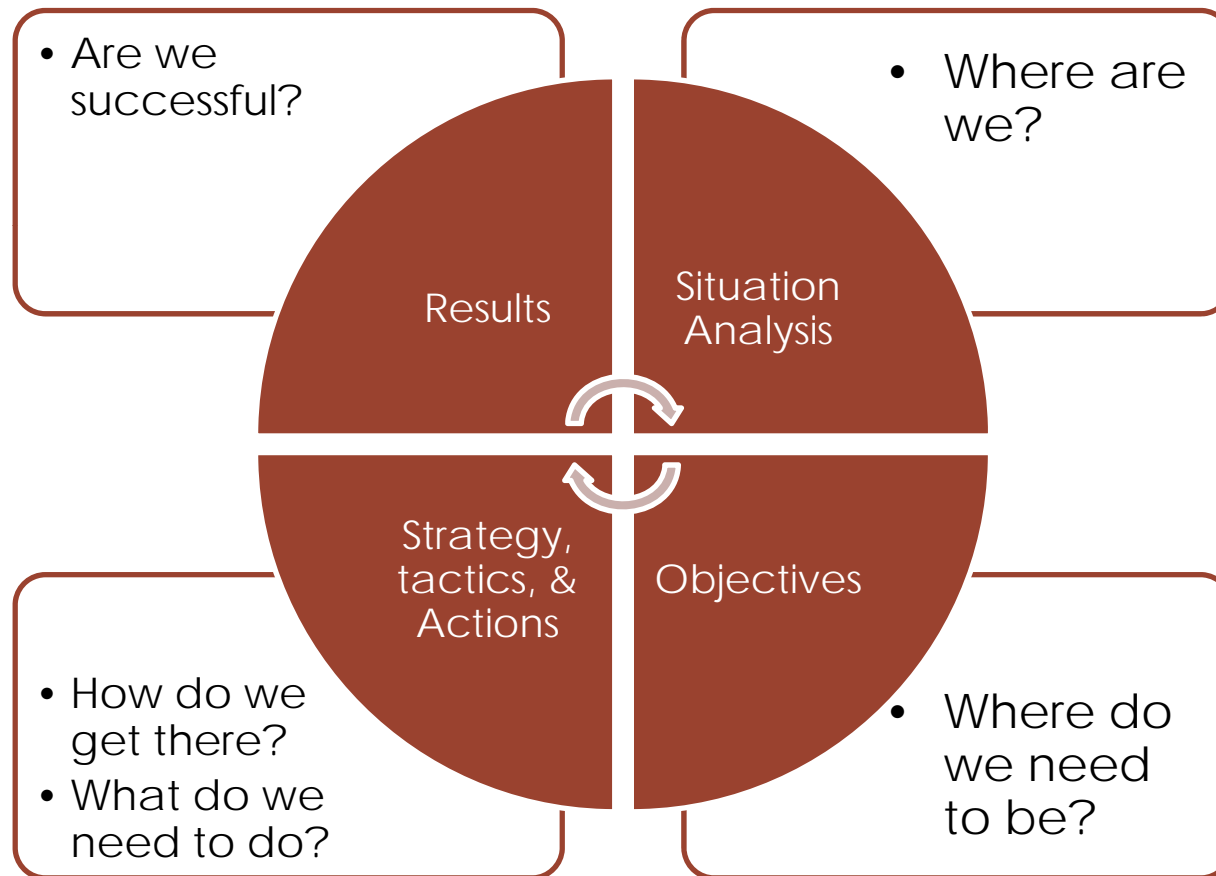 • Are we
successful?
• Where are
we?
Results
Situation
Analysis
Strategy,
tactics, &
Actions
Objectives
• How do we
get there?
• What do we
need to do?
• Where do
we need
to be?